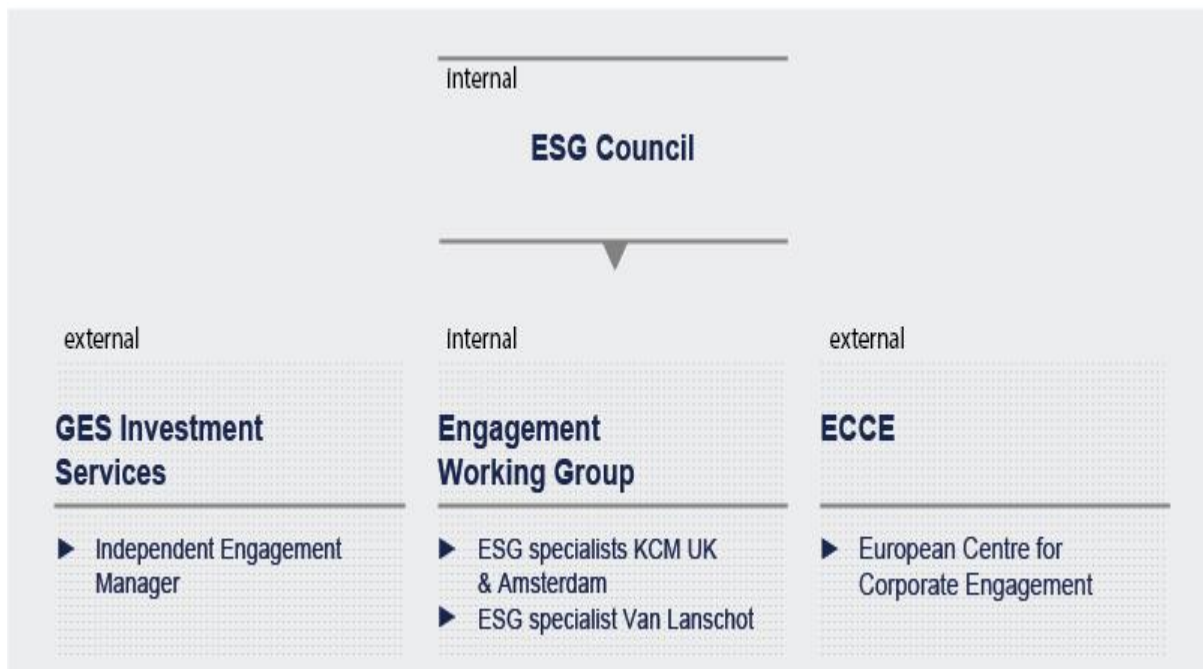 internal
ESG Council
external
GES Investment
Services
▶ Independent Engagement
Manager
internal
Engagement
Working Group
▶ ESG specialists KCM UK
& Amsterdam
▶ ESG specialist Van Lanschot
external
ECCE
▶ European Centre for
Corporate Engagement